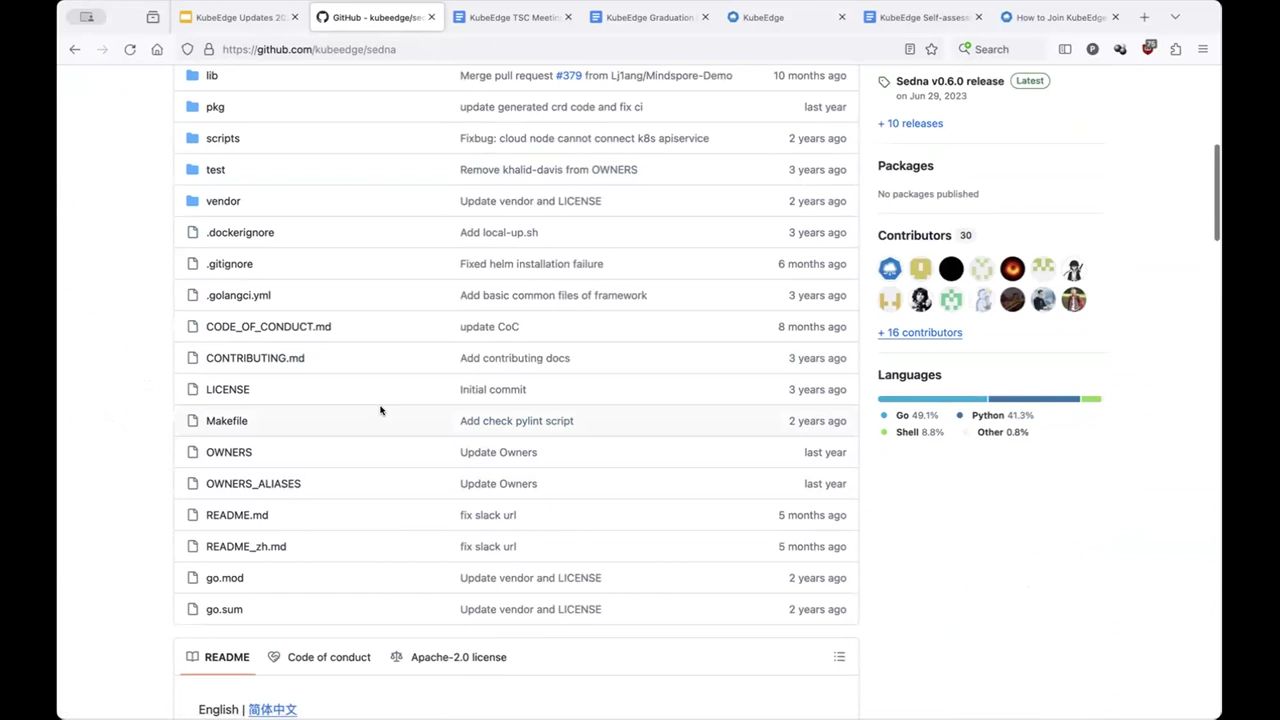 KubeEdge Updates 20
GitHub - kubeedge/sec
KubeEdge TSC Meetin
KubeEdge Graduation
KubeEdge
KubeEdge Self-assess
How to Join KubeEdge
https://github.com/kubeedge/sedna
Search
P
75
lib Merge pull request #379 from Lj1ang/Mindspore-Demo 10 months ago
pkg update generated crd code and fix ci last year
scripts Fixbug: cloud node cannot connect k8s apiservice 2 years ago
test Remove khalid-davis from OWNERS 3 years ago
vendor Update vendor and LICENSE 2 years ago
.dockerignore Add local-up.sh 3 years ago
.gitignore Fixed helm installation failure 6 months ago
.golangci.yml Add basic common files of framework 3 years ago
CODE_OF_CONDUCT.md update CoC 8 months ago
CONTRIBUTING.md Add contributing docs 3 years ago
LICENSE Initial commit 3 years ago
Makefile Add check pylint script 2 years ago
OWNERS Update Owners last year
OWNERS_ALIASES Update Owners last year
README.md fix slack url 5 months ago
README_zh.md fix slack url 5 months ago
go.mod Update vendor and LICENSE 2 years ago
go.sum Update vendor and LICENSE 2 years ago
README Code of conduct Apache-2.0 license
English | 简体中文
Sedna v0.6.0 release Latest
on Jun 29, 2023
+ 10 releases
Packages
No packages published
Contributors 30
+ 16 contributors
Languages
Go 49.1% Python 41.3%
Shell 8.8% Other 0.8%